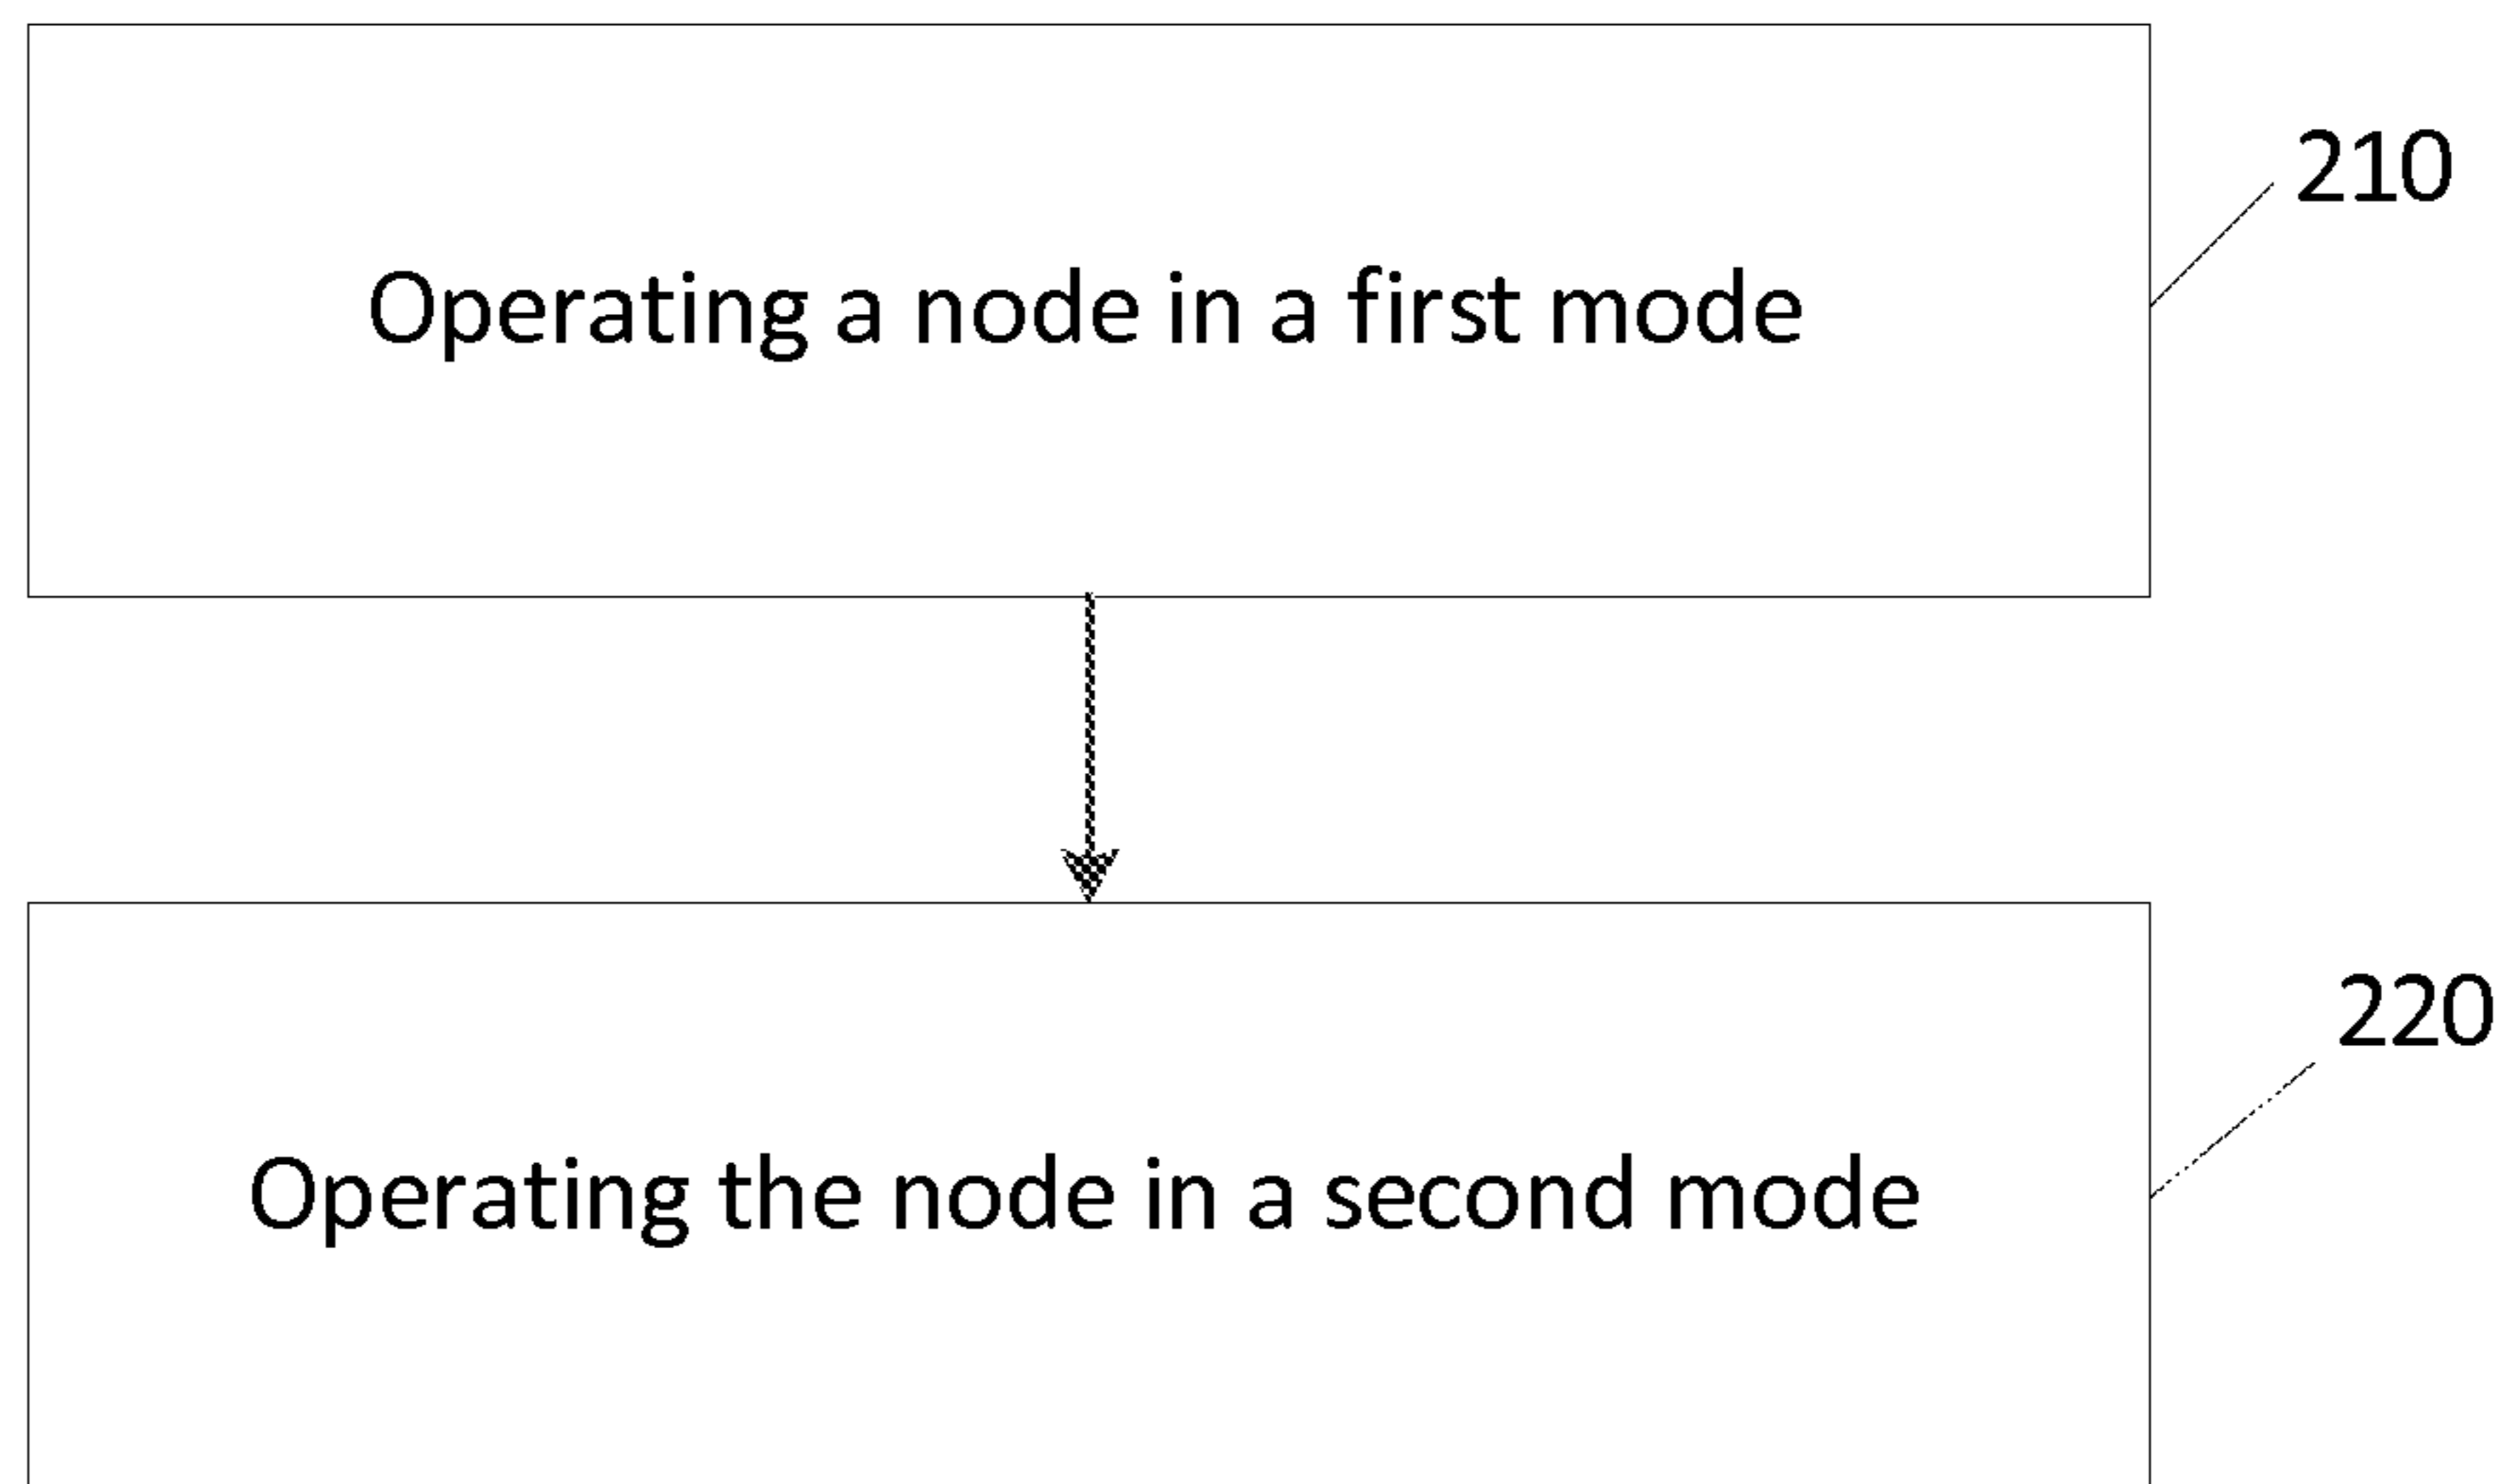 210
Operating a node in a first mode
220
Operating the node in a second mode